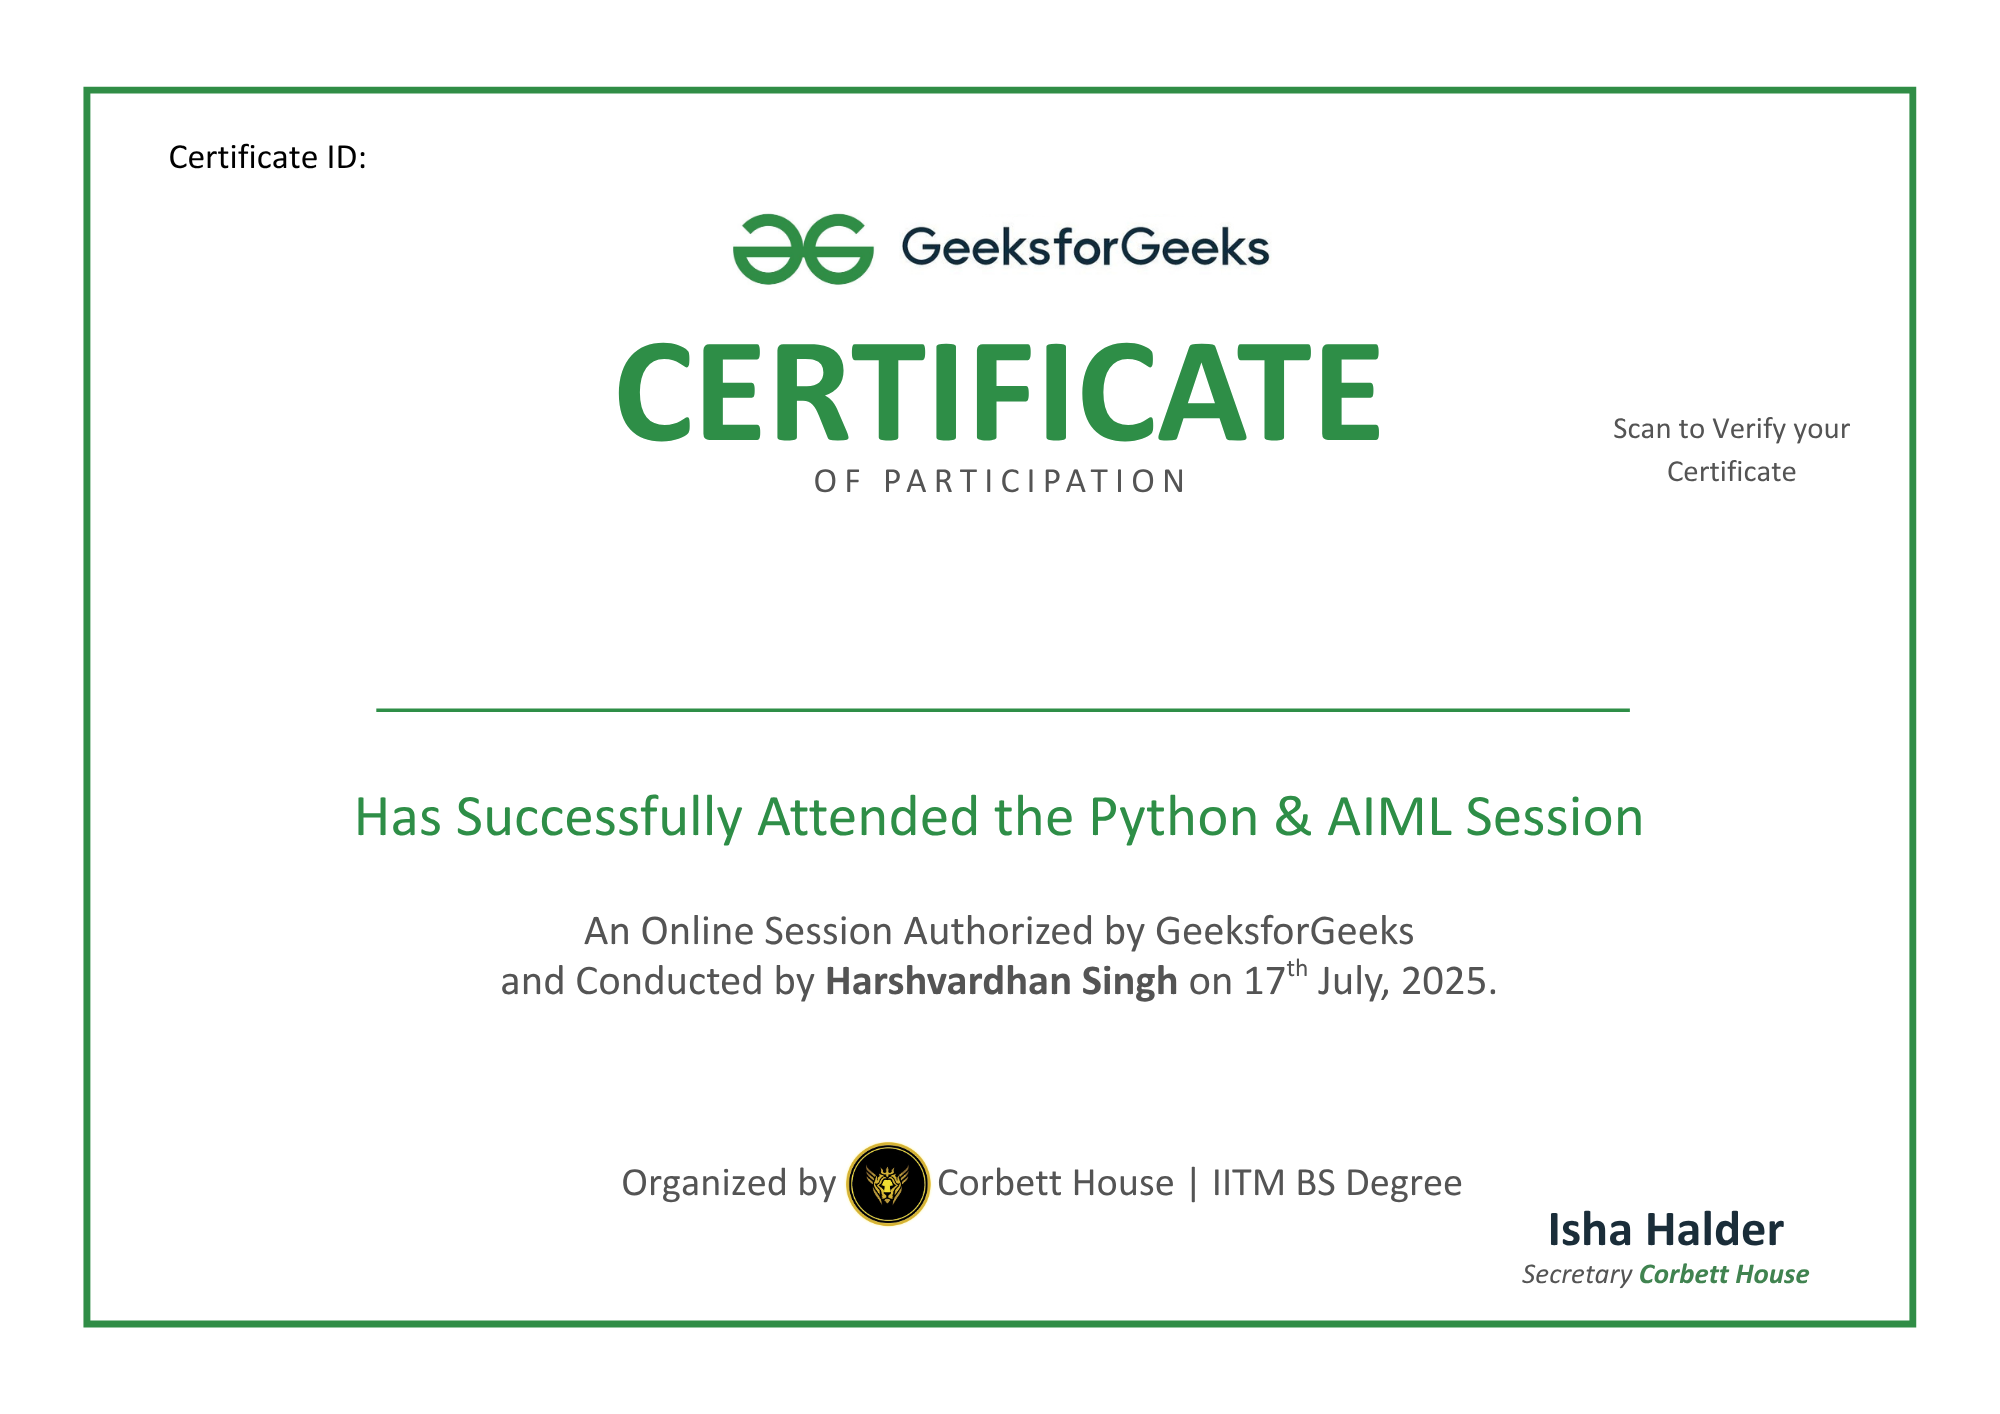 Certificate ID:
GeeksforGeeks
CERTIFICATE
OF PARTICIPATION
Scan to Verify your
Certificate
Has Successfully Attended the Python & AIML Session
An Online Session Authorized by GeeksforGeeks
and Conducted by Harshvardhan Singh on 17th July, 2025.
Organized by Corbett House | IITM BS Degree
Isha Halder
Secretary Corbett House